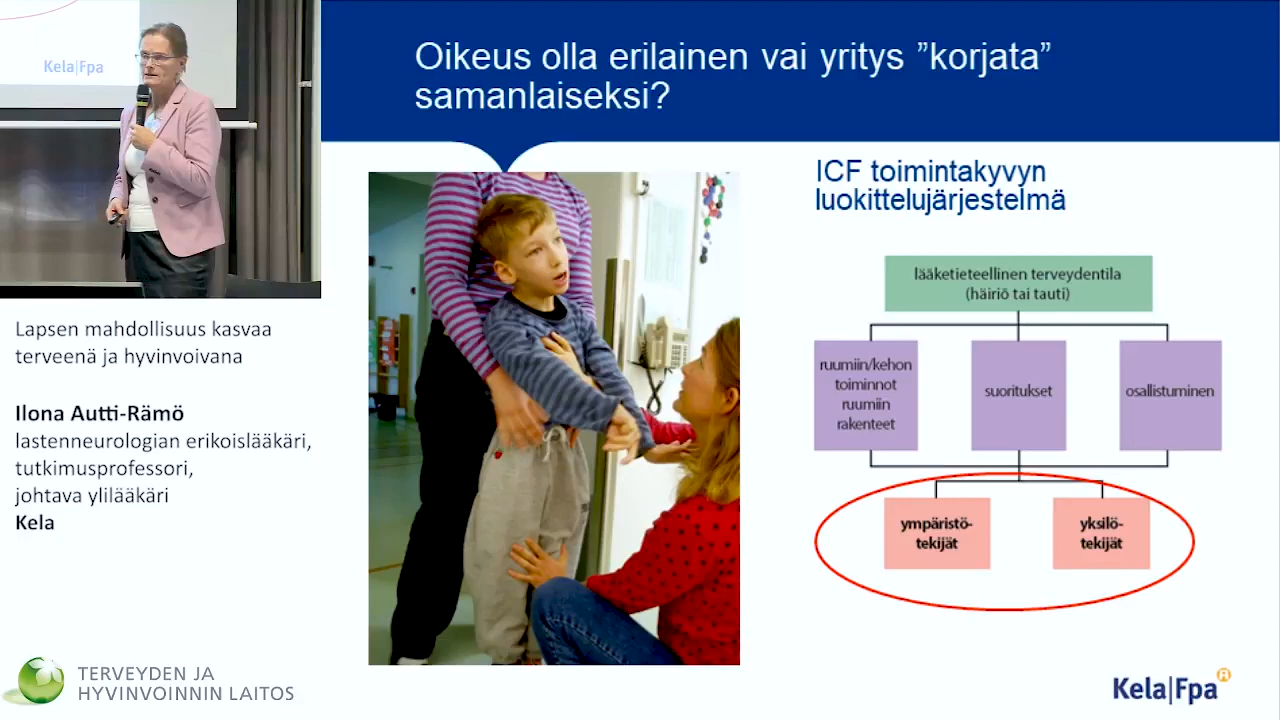 Kela|Fpa
Oikeus olla erilainen vai yritys ”korjata”
samanlaiseksi?
Lapsen mahdollisuus kasvaa
terveenä ja hyvinvoivana
Ilona Autti-Rämö
lastenneurologian erikoislääkäri,
tutkimusprofessori,
johtava ylilääkäri
Kela
TERVEYDEN JA
HYVINVOINNIN LAITOS
ICF toimintakyvyn
luokittelujärjestelmä
lääketieteellinen terveydentila
(häiriö tai tauti)
ruumiin/kehon
toiminnot
ruumiin
rakenteet
suoritukset
osallistuminen
ympäristö-
tekijät
yksilö-
tekijät
Kela|Fpa